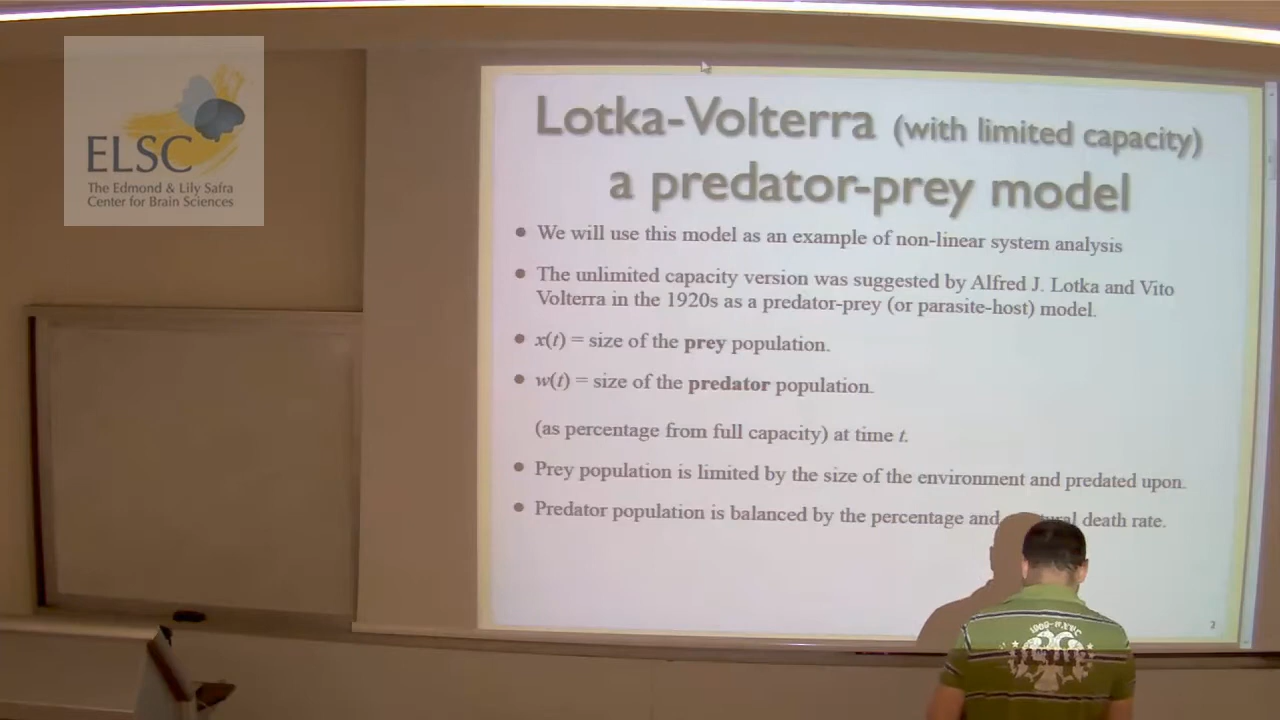 ELSC
The Edmond & Lily Safra
Center for Brain Sciences
Lotka-Volterra (with limited capacity)
a predator-prey model
• We will use this model as an example of non-linear system analysis
• The unlimited capacity version was suggested by Alfred J. Lotka and Vito
Volterra in the 1920s as a predator-prey (or parasite-host) model.
• x(t) = size of the prey population.
• w(t) = size of the predator population.
(as percentage from full capacity) at time t.
• Prey population is limited by the size of the environment and predated upon.
• Predator population is balanced by the percentage and death rate.